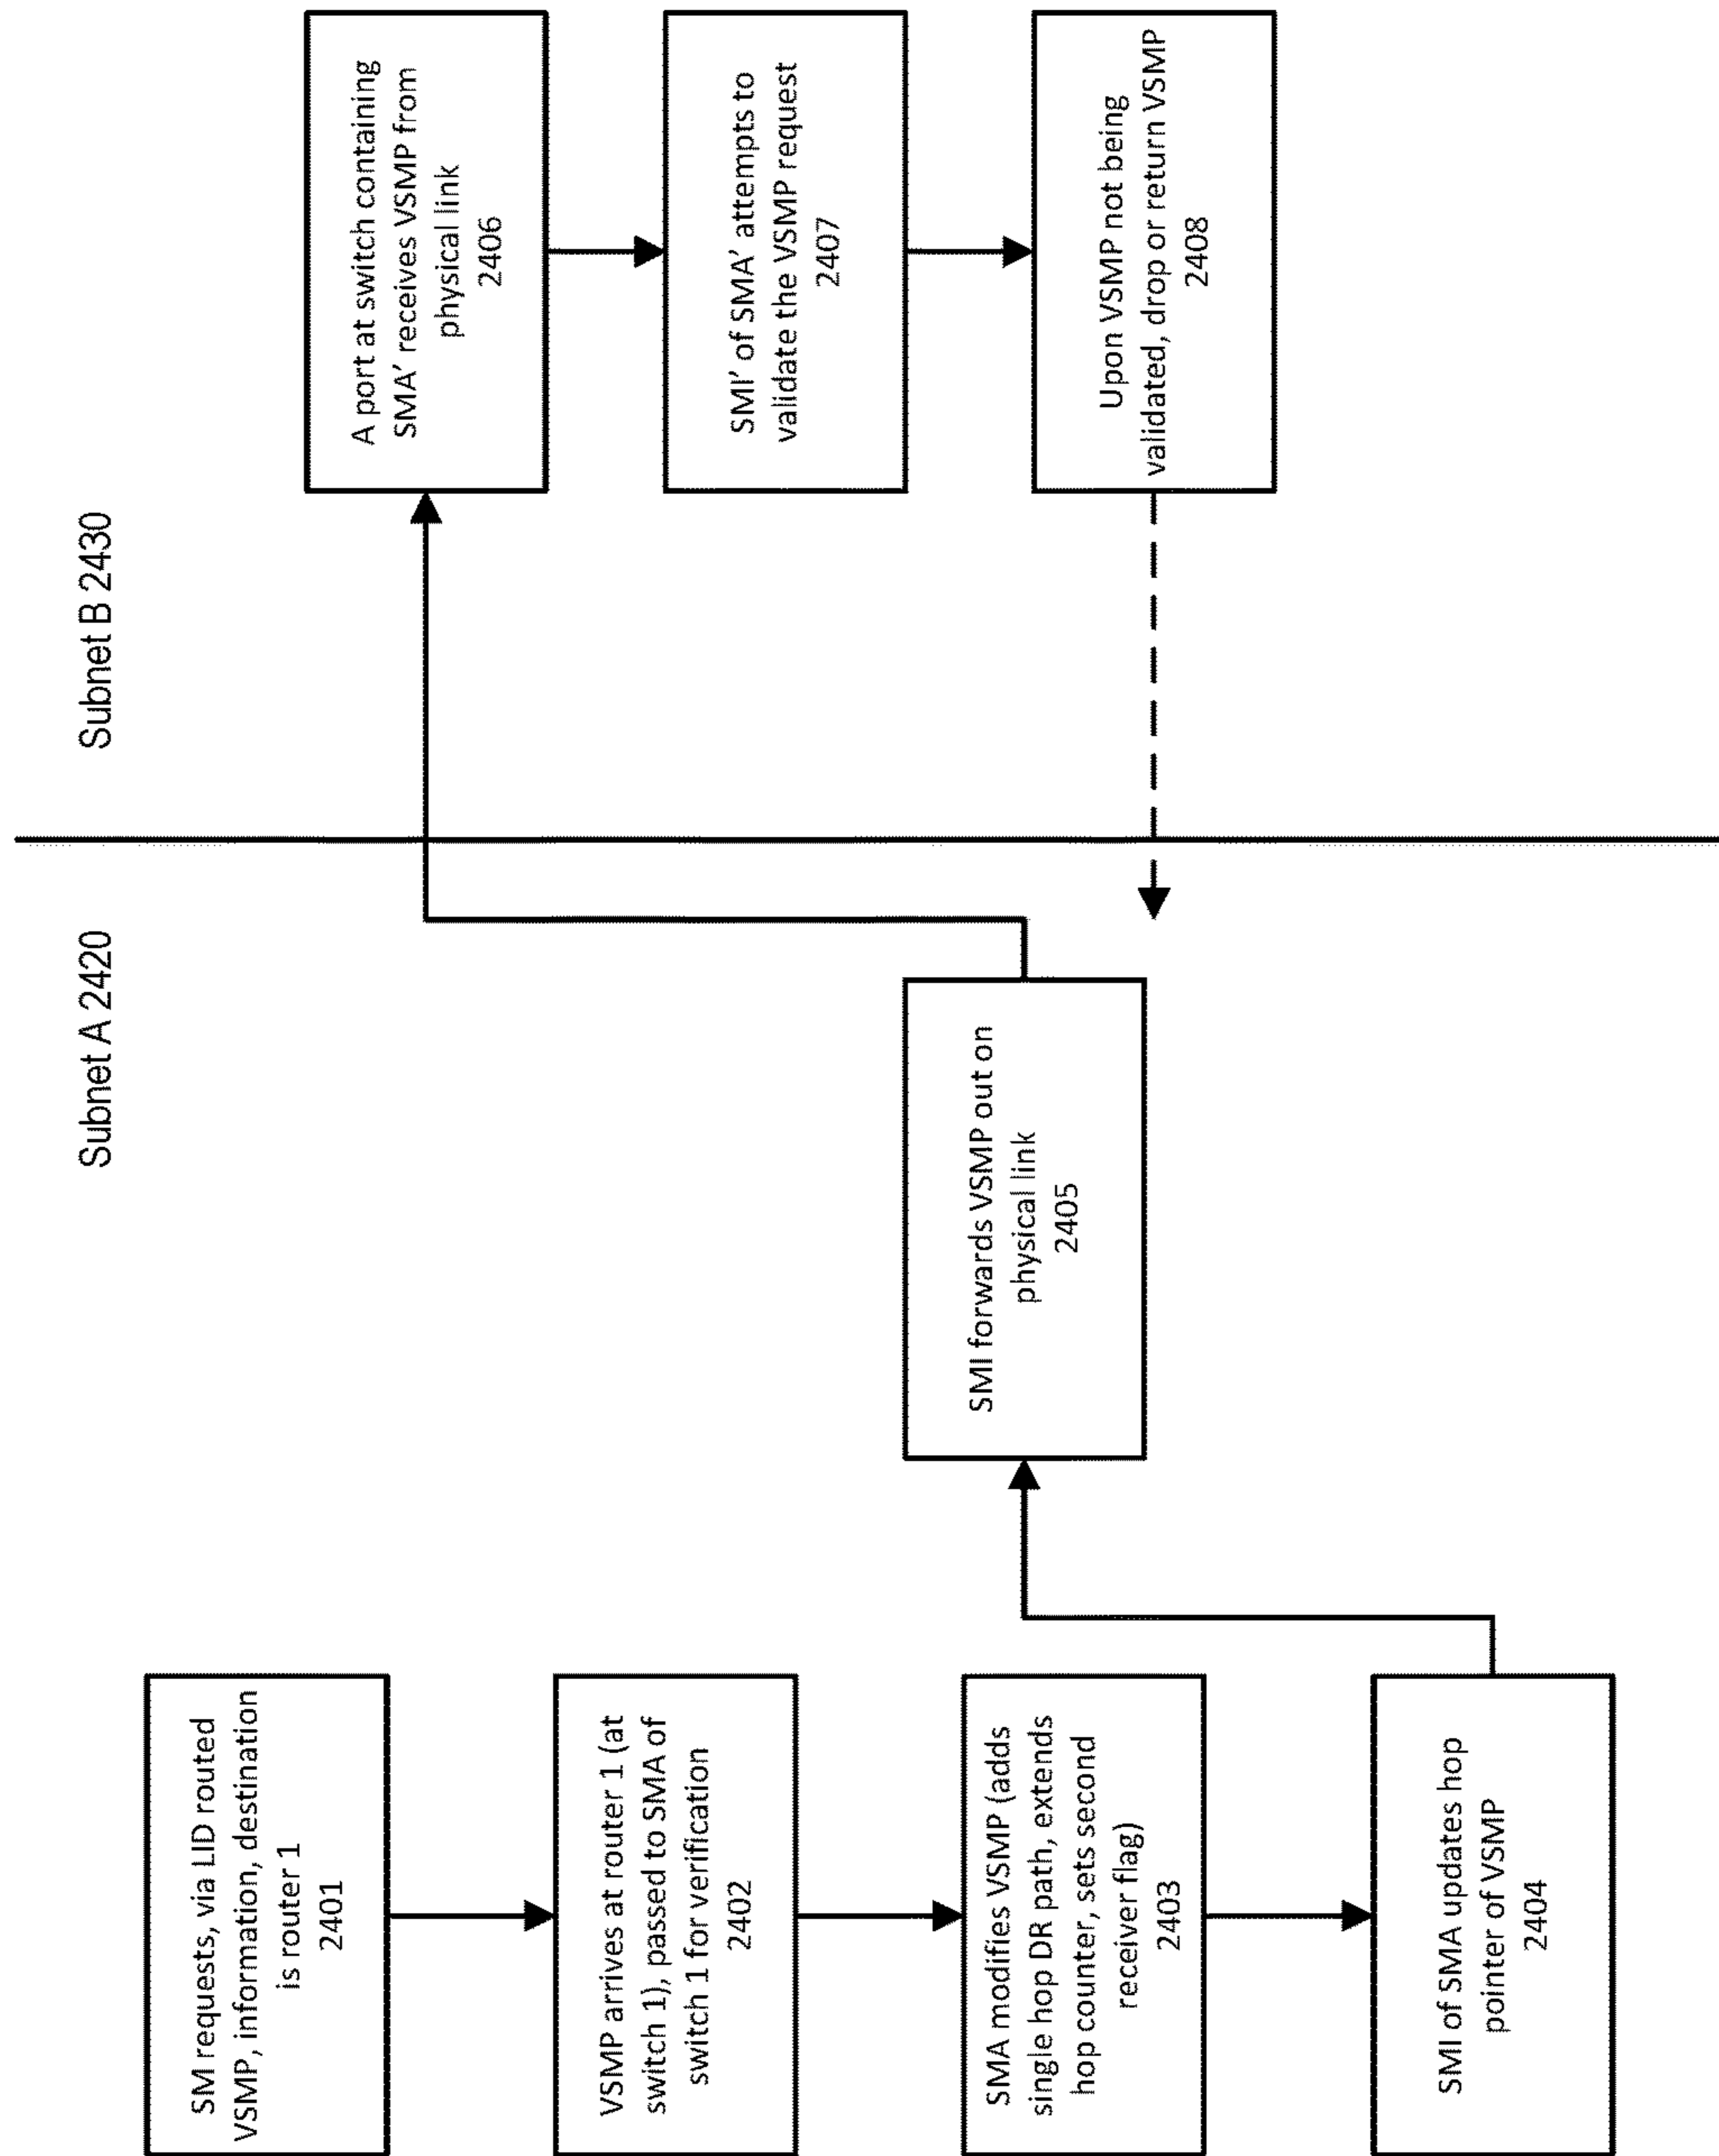 Subnet A 2420
SM requests, via LID routed
VSMP, information, destination
is router 1
2401
VSMP arrives at router 1 (at
switch 1), passed to SMA of
switch 1 for verification
2402
SMA modifies VSMP (adds
single hop DR path, extends
hop counter, sets second
receiver flag)
2403
SMI of SMA updates hop
pointer of VSMP
2404
SMI forwards VSMP out on
physical link
2405
Subnet B 2430
A port at switch containing
SMA’ receives VSMP from
physical link
2406
SMI’ of SMA’ attempts to
validate the VSMP request
2407
Upon VSMP not being
validated, drop or return VSMP
2408